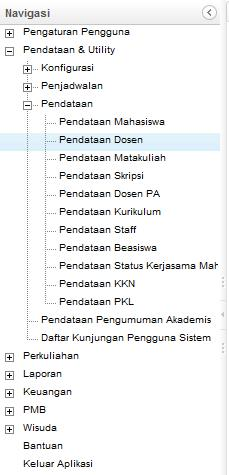 Navigasi
Pengaturan Pengguna
Pendataan & Utility
Konfigurasi
Penjadwalan
Pendataan
Pendataan Mahasiswa
Pendataan Dosen
Pendataan Matakuliah
Pendataan Skripsi
Pendataan Dosen PA
Pendataan Kurikulum
Pendataan Staff
Pendataan Beasiswa
Pendataan Status Kerjasama Mah
Pendataan KKN
Pendataan PKL
Pendataan Pengumuman Akademis
Daftar Kunjungan Pengguna Sistem
Perkuliahan
Laporan
Keuangan
PMB
Wisuda
Bantuan
Keluar Aplikasi